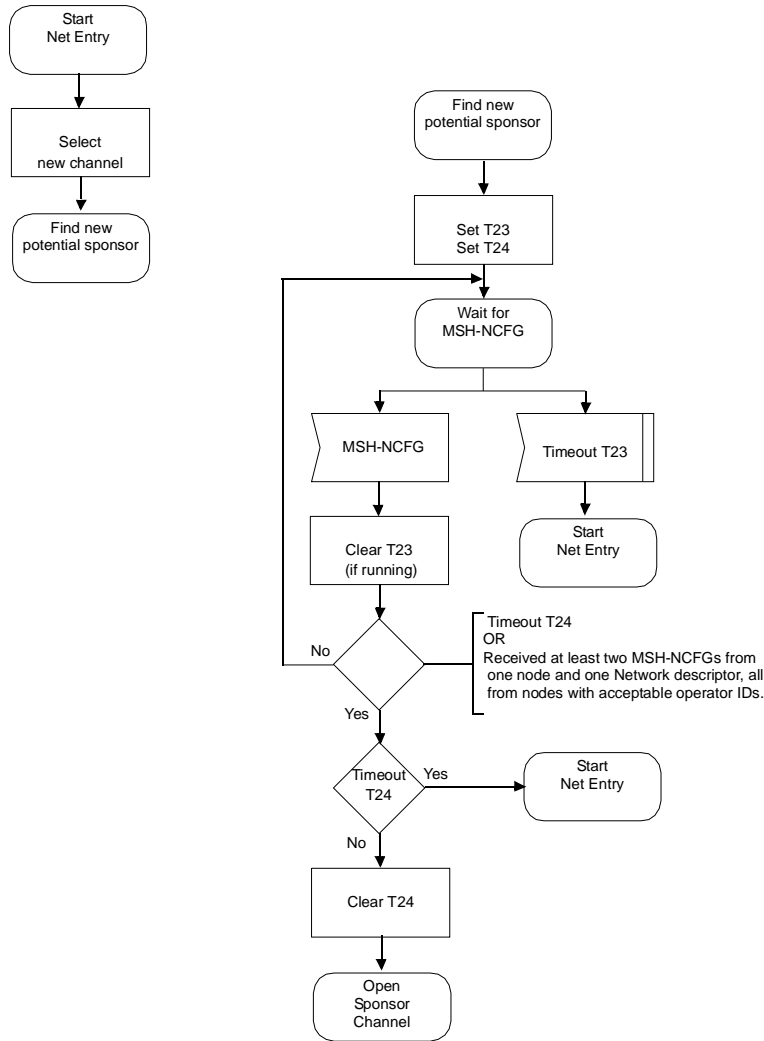 Start
Net Entry
Select
new channel
Find new
potential sponsor
Find new
potential sponsor
Set T23
Set T24
Wait for
MSH-NCFG
MSH-NCFG
Timeout T23
Clear T23
(if running)
Start
Net Entry
No
Timeout T24
OR
Received at least two MSH-NCFGs from
one node and one Network descriptor, all
from nodes with acceptable operator IDs.
Yes
Timeout
T24
Yes
Start
Net Entry
No
Clear T24
Open
Sponsor
Channel